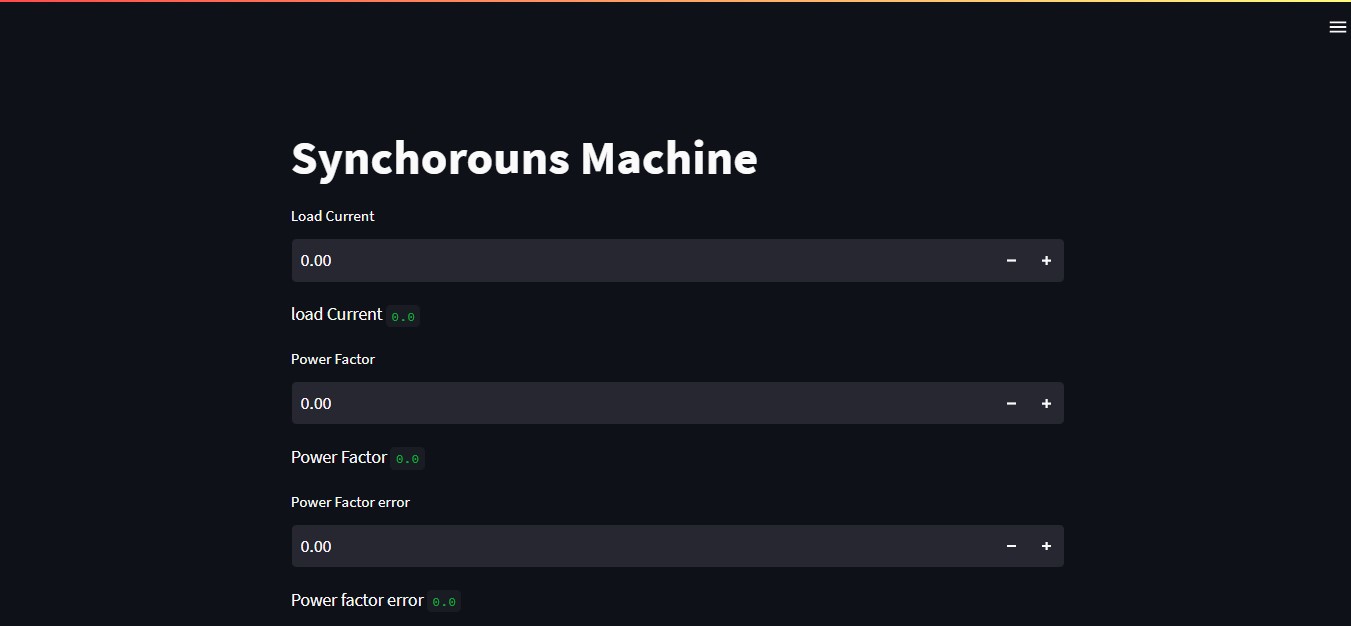 Synchorouns Machine
Load Current
0.00
load Current 0.0
Power Factor
0.00
Power Factor 0.0
Power Factor error
0.00
Power factor error 0.0